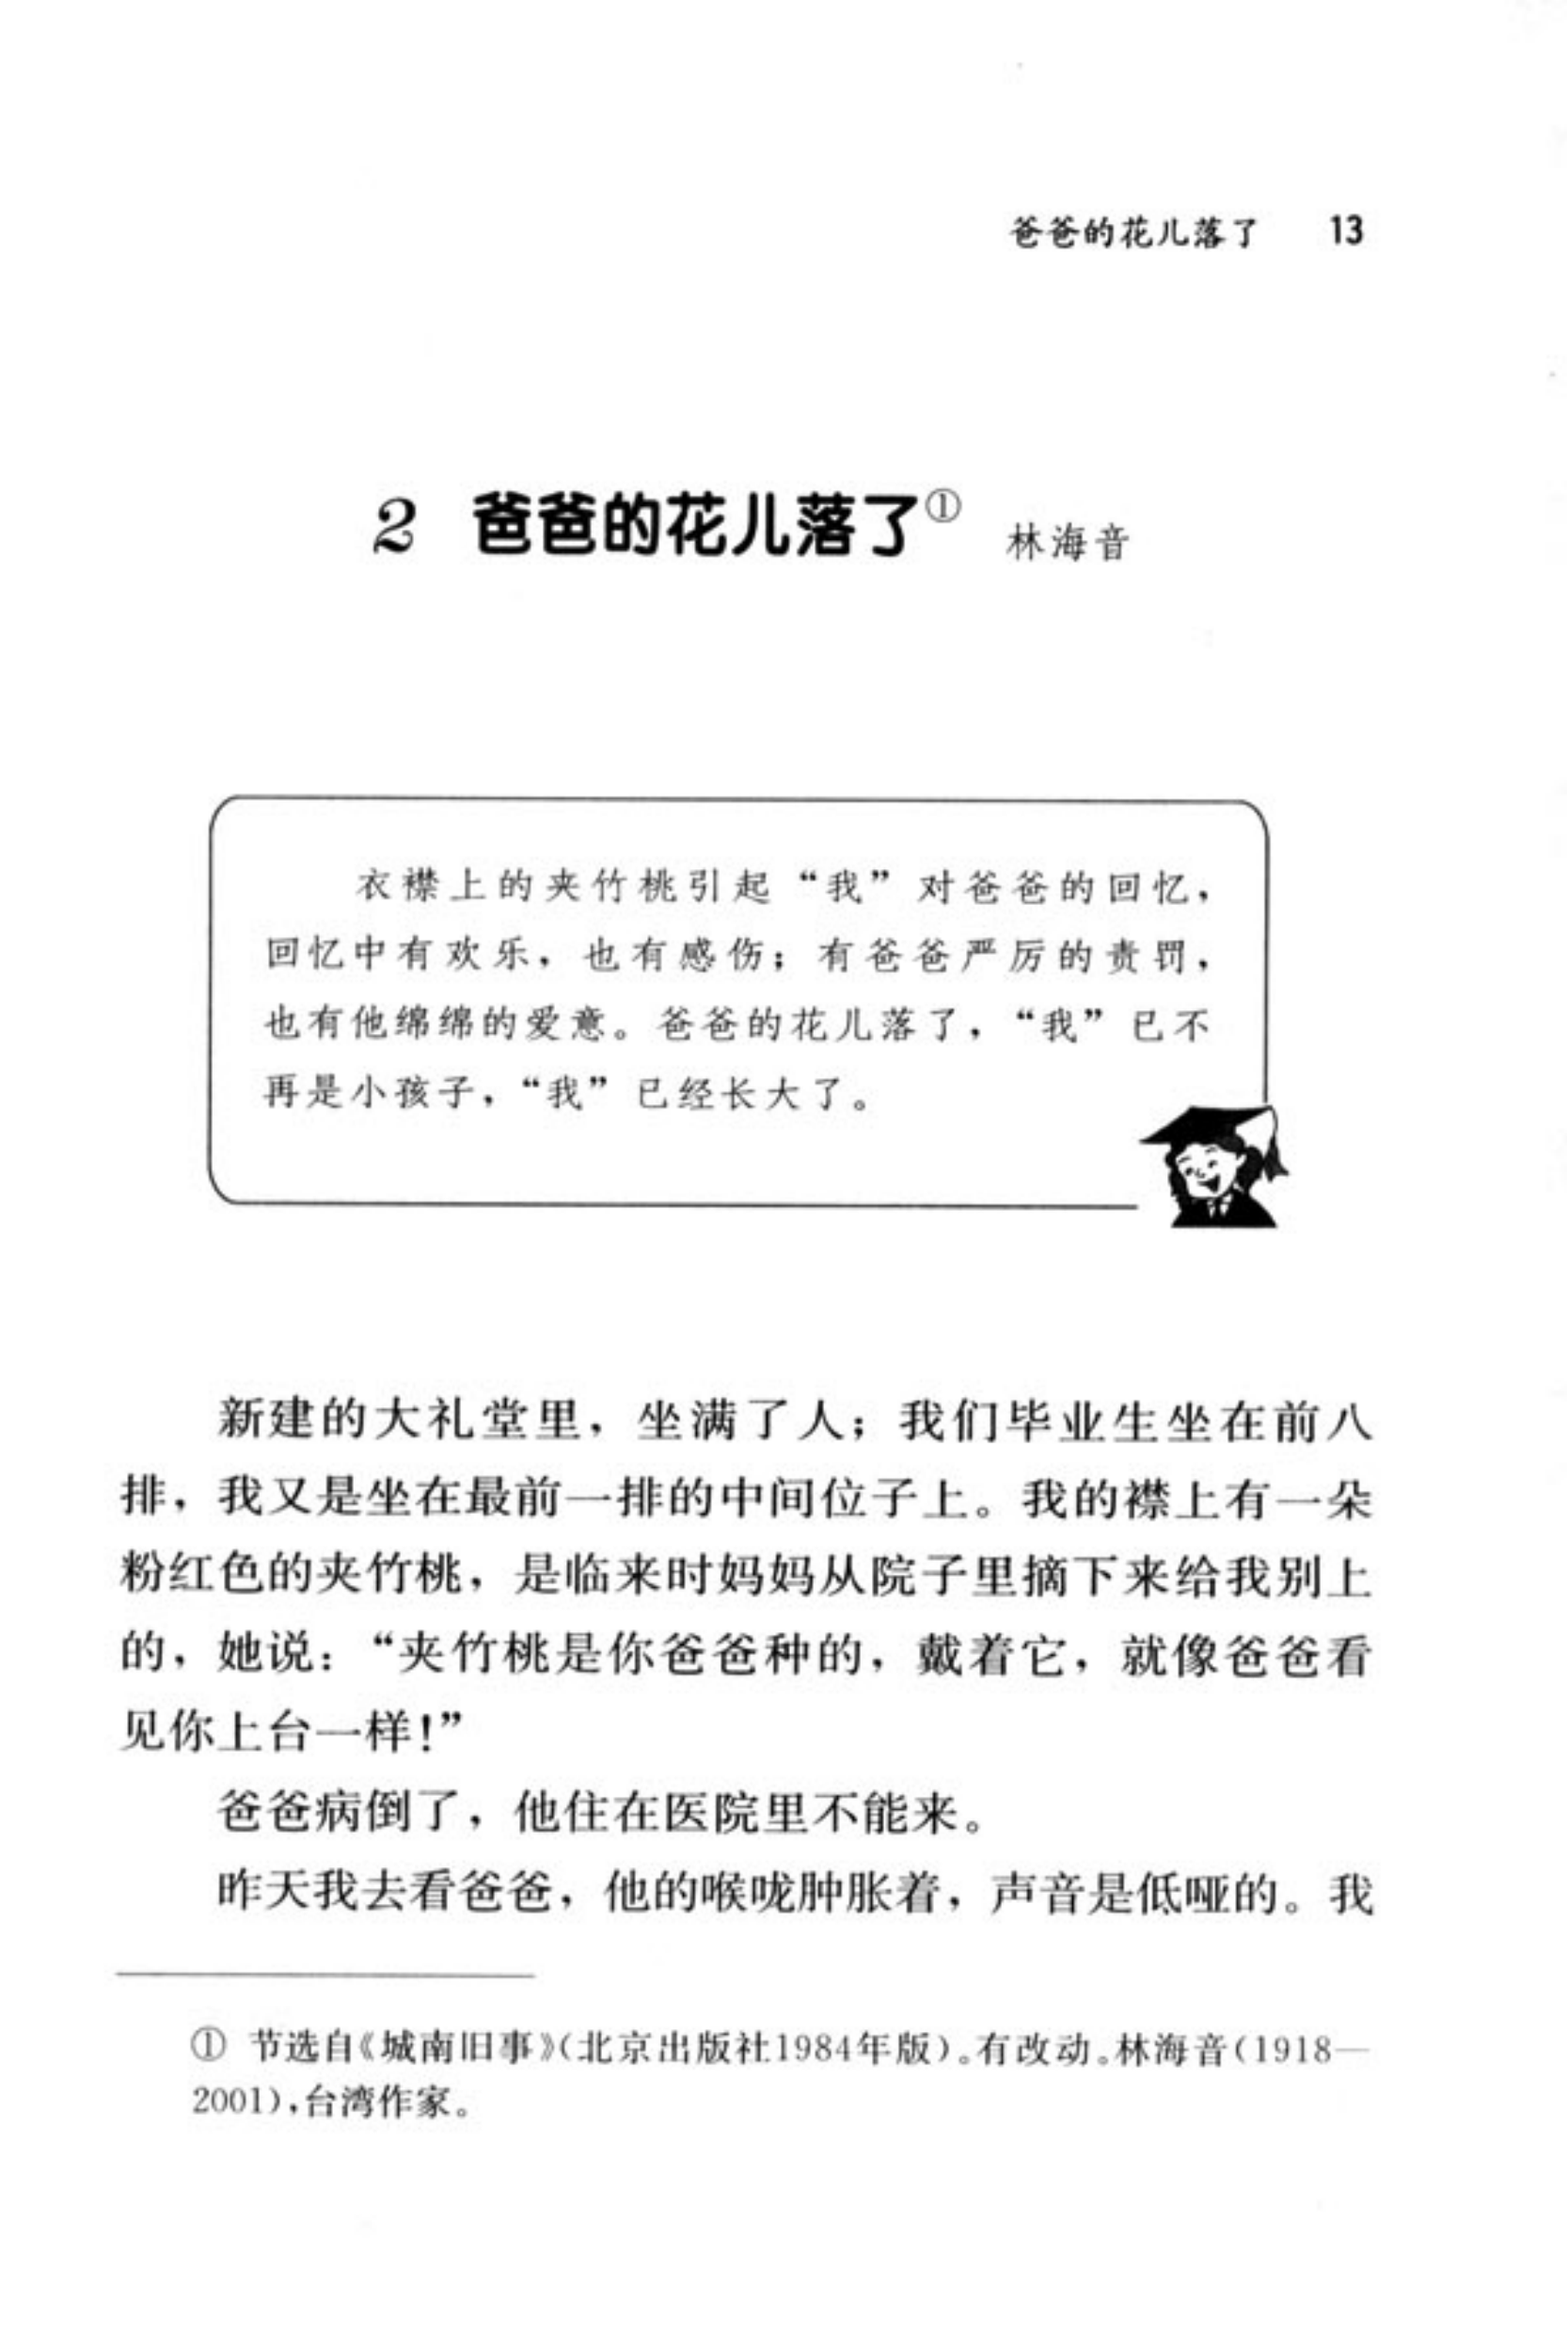 爸爸的花儿落了 13
2 爸爸的花儿落了① 林海音
衣襟上的夹竹桃引起“我”对爸爸的回忆，
回忆中有欢乐，也有感伤；有爸爸严厉的责罚，
也有他绵绵的爱意。爸爸的花儿落了，“我”已不
再是小孩子，“我”已经长大了。
新建的大礼堂里，坐满了人；我们毕业生坐在前八
排，我又是坐在最前一排的中间位子上。我的襟上有一朵
粉红色的夹竹桃，是临来时妈妈从院子里摘下来给我别上
的，她说：“夹竹桃是你爸爸种的，戴着它，就像爸爸看
见你上台一样！”
爸爸病倒了，他住在医院里不能来。
昨天我去看爸爸，他的喉咙肿胀着，声音是低哑的。我
① 节选自《城南旧事》（北京出版社1984年版）。有改动。林海音（1918—
2001），台湾作家。